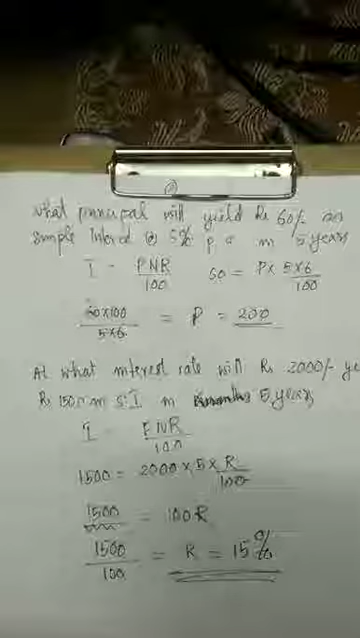 What principal will yield Rs 60/- as
simple Interest @ 5% p a in 5 years
I = PNR/100 60 = P × 5×6/100
60×100/5×6 = P = 200
At what interest rate will Rs 2000/- ye
Rs 1500 in S.I in 5 years
I = PNR/100
1500 = 2000×5×R/100
1500 = 100R
1500/100 = R = 15%